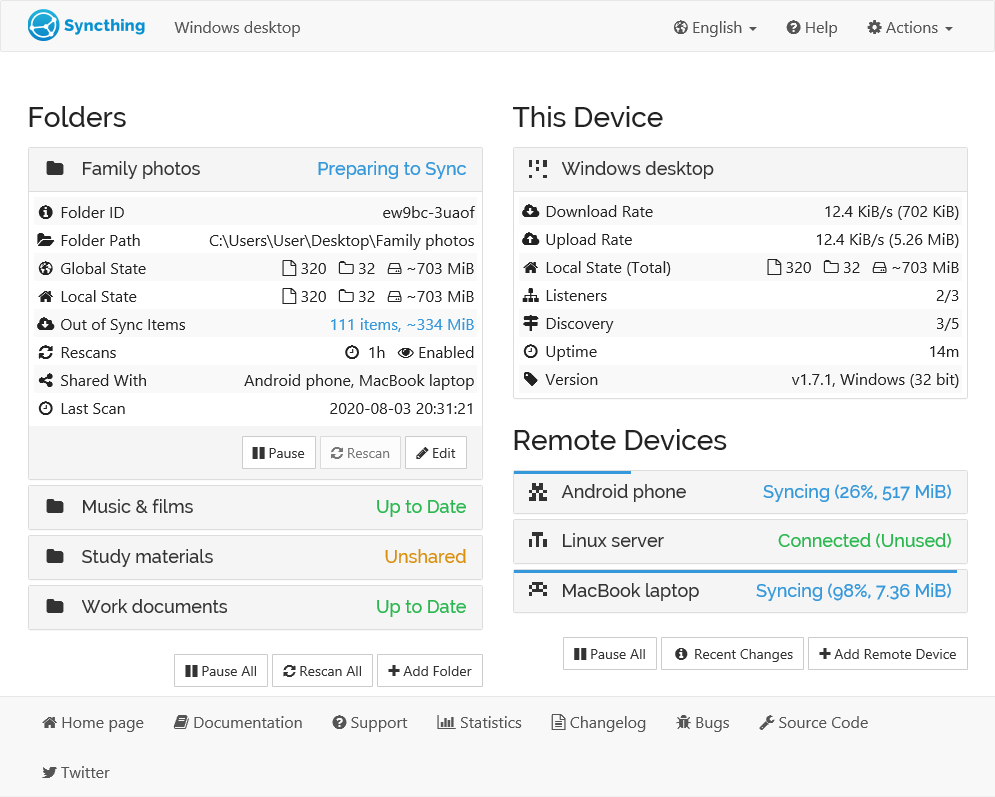 Syncthing Windows desktop English Help Actions
Folders
Family photos Preparing to Sync
Folder ID ew9bc-3uaof
Folder Path C:\Users\User\Desktop\Family photos
Global State 320 32 ~703 MiB
Local State 320 32 ~703 MiB
Out of Sync Items 111 items, ~334 MiB
Rescans 1h Enabled
Shared With Android phone, MacBook laptop
Last Scan 2020-08-03 20:31:21
Pause Rescan Edit
Music & films Up to Date
Study materials Unshared
Work documents Up to Date
Pause All Rescan All Add Folder
This Device
Windows desktop
Download Rate 12.4 KiB/s (702 KiB)
Upload Rate 12.4 KiB/s (5.26 MiB)
Local State (Total) 320 32 ~703 MiB
Listeners 2/3
Discovery 3/5
Uptime 14m
Version v1.7.1, Windows (32 bit)
Remote Devices
Android phone Syncing (26%, 517 MiB)
Linux server Connected (Unused)
MacBook laptop Syncing (98%, 7.36 MiB)
Pause All Recent Changes Add Remote Device
Home page Documentation Support Statistics Changelog Bugs Source Code
Twitter